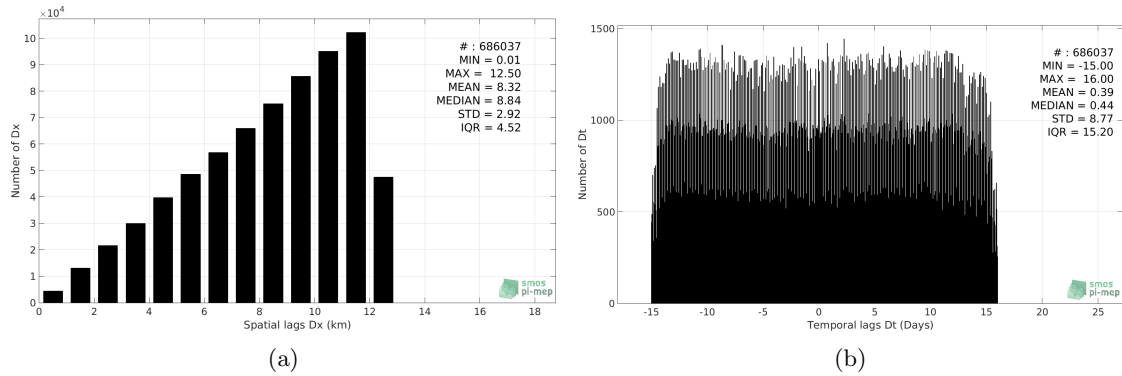 ×10⁴
# : 686037
MIN = 0.01
MAX = 12.50
MEAN = 8.32
MEDIAN = 8.84
STD = 2.92
IQR = 4.52
Number of Dx
10
9
8
7
6
5
4
3
2
1
0
0 2 4 6 8 10 12 14 16 18
Spatial lags Dx (km)
smos
pi-mep
(a)
1500
1000
500
0
Number of Dt
# : 686037
MIN = -15.00
MAX = 16.00
MEAN = 0.39
MEDIAN = 0.44
STD = 8.77
IQR = 15.20
-15 -10 -5 0 5 10 15 20 25
Temporal lags Dt (Days)
smos
pi-mep
(b)